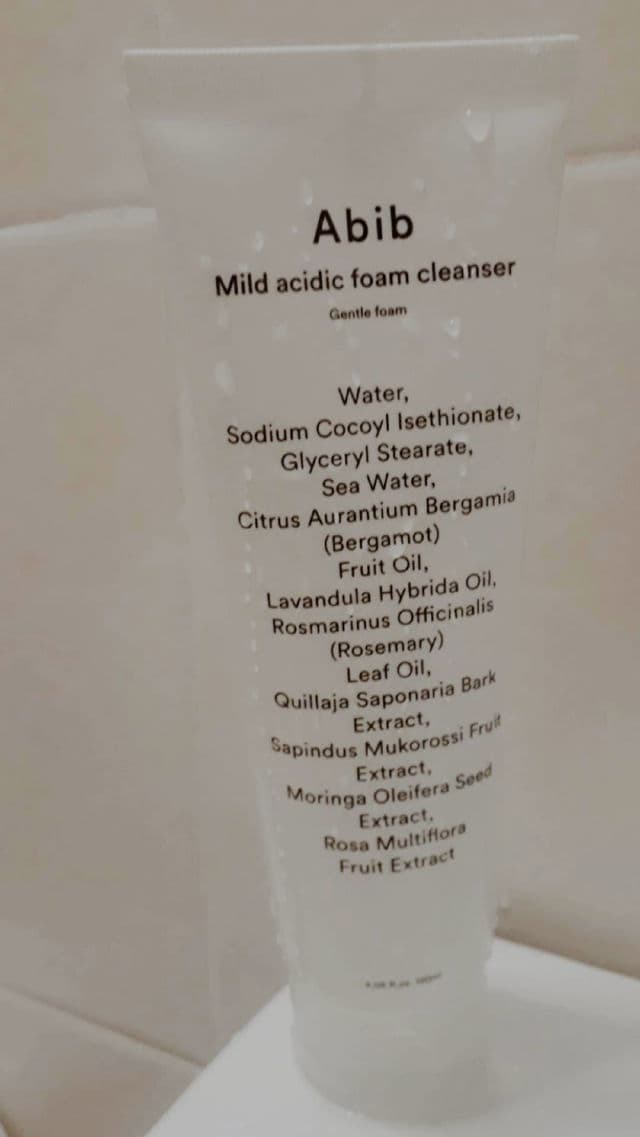 Abib
Mild acidic foam cleanser
Gentle foam
Water,
Sodium Cocoyl Isethionate,
Glyceryl Stearate,
Sea Water,
Citrus Aurantium Bergamia
(Bergamot)
Fruit Oil,
Lavandula Hybrida Oil,
Rosmarinus Officinalis
(Rosemary)
Leaf Oil,
Quillaja Saponaria Bark
Extract,
Sapindus Mukorossi Fruit
Extract,
Moringa Oleifera Seed
Extract,
Rosa Multiflora
Fruit Extract